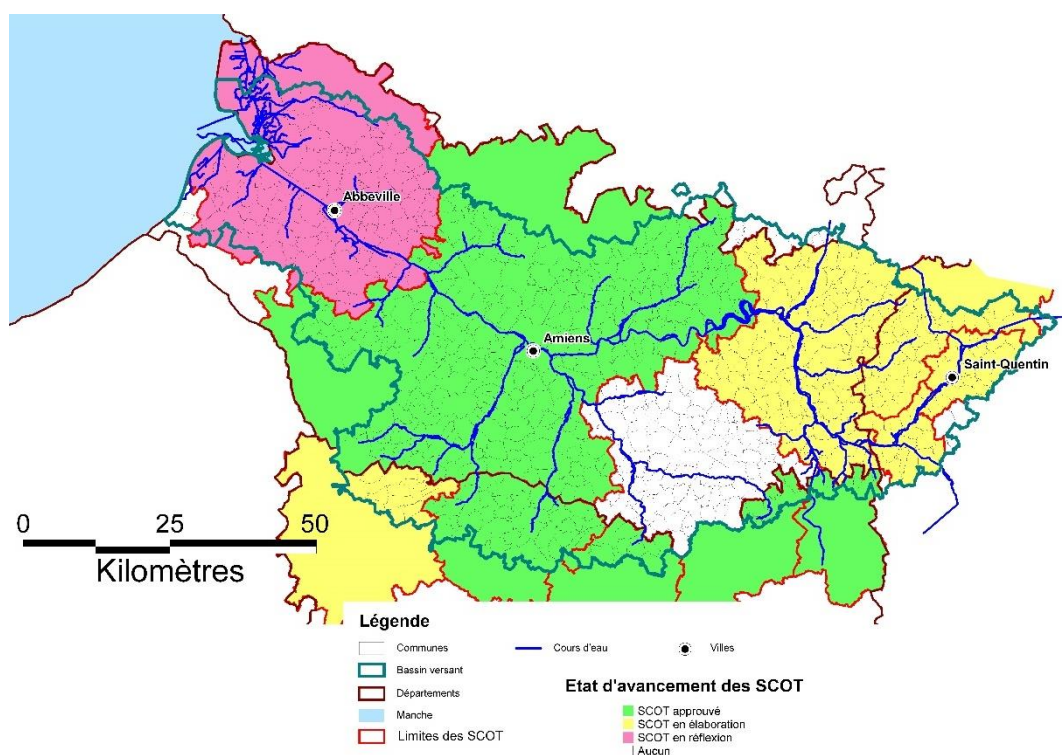 Abbeville
Amiens
Saint-Quentin
0 25 50
Kilomètres
Légende
Communes
Cours d'eau
Villes
Bassin versant
Départements
Manche
Limites des SCOT
Etat d'avancement des SCOT
SCOT approuvé
SCOT en élaboration
SCOT en réflexion
Aucun